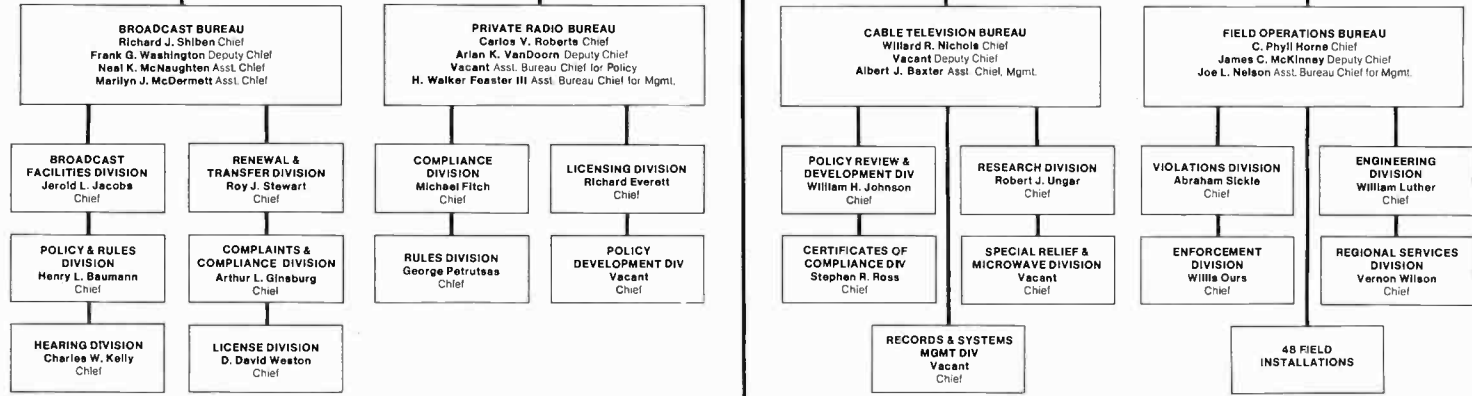 BROADCAST BUREAU
Richard J. Shiben Chief
Frank G. Washington Deputy Chief
Neal K. McNaughten Asst. Chief
Marilyn J. McDermett Asst. Chief
BROADCAST
FACILITIES DIVISION
Jerold L. Jacobs
Chief
RENEWAL &
TRANSFER DIVISION
Roy J. Stewart
Chief
POLICY & RULES
DIVISION
Henry L. Baumann
Chief
COMPLAINTS &
COMPLIANCE DIVISION
Arthur L. Ginsburg
Chief
HEARING DIVISION
Charles W. Kelly
Chief
LICENSE DIVISION
D. David Weston
Chief
PRIVATE RADIO BUREAU
Carlos V. Roberts Chief
Arlan K. VanDoorn Deputy Chief
Vacant Asst. Bureau Chief for Policy
H. Walker Feaster III Asst. Bureau Chief for Mgmt.
COMPLIANCE
DIVISION
Michael Fitch
Chief
LICENSING DIVISION
Richard Everett
Chief
RULES DIVISION
George Petrutsas
Chief
POLICY
DEVELOPMENT DIV
Vacant
Chief
CABLE TELEVISION BUREAU
Willard R. Nichols Chief
Vacant Deputy Chief
Albert J. Baxter Asst. Chief, Mgmt.
POLICY REVIEW &
DEVELOPMENT DIV
William H. Johnson
Chief
RESEARCH DIVISION
Robert J. Ungar
Chief
CERTIFICATES OF
COMPLIANCE DIV
Stephen R. Ross
Chief
SPECIAL RELIEF &
MICROWAVE DIVISION
Vacant
Chief
RECORDS & SYSTEMS
MGMT DIV
Vacant
Chief
FIELD OPERATIONS BUREAU
C. Phyll Horne Chief
James C. McKinney Deputy Chief
Joe L. Nelson Asst. Bureau Chief for Mgmt.
VIOLATIONS DIVISION
Abraham Sickle
Chief
ENGINEERING
DIVISION
William Luther
Chief
ENFORCEMENT
DIVISION
Willis Ours
Chief
REGIONAL SERVICES
DIVISION
Vernon Wilson
Chief
48 FIELD
INSTALLATIONS